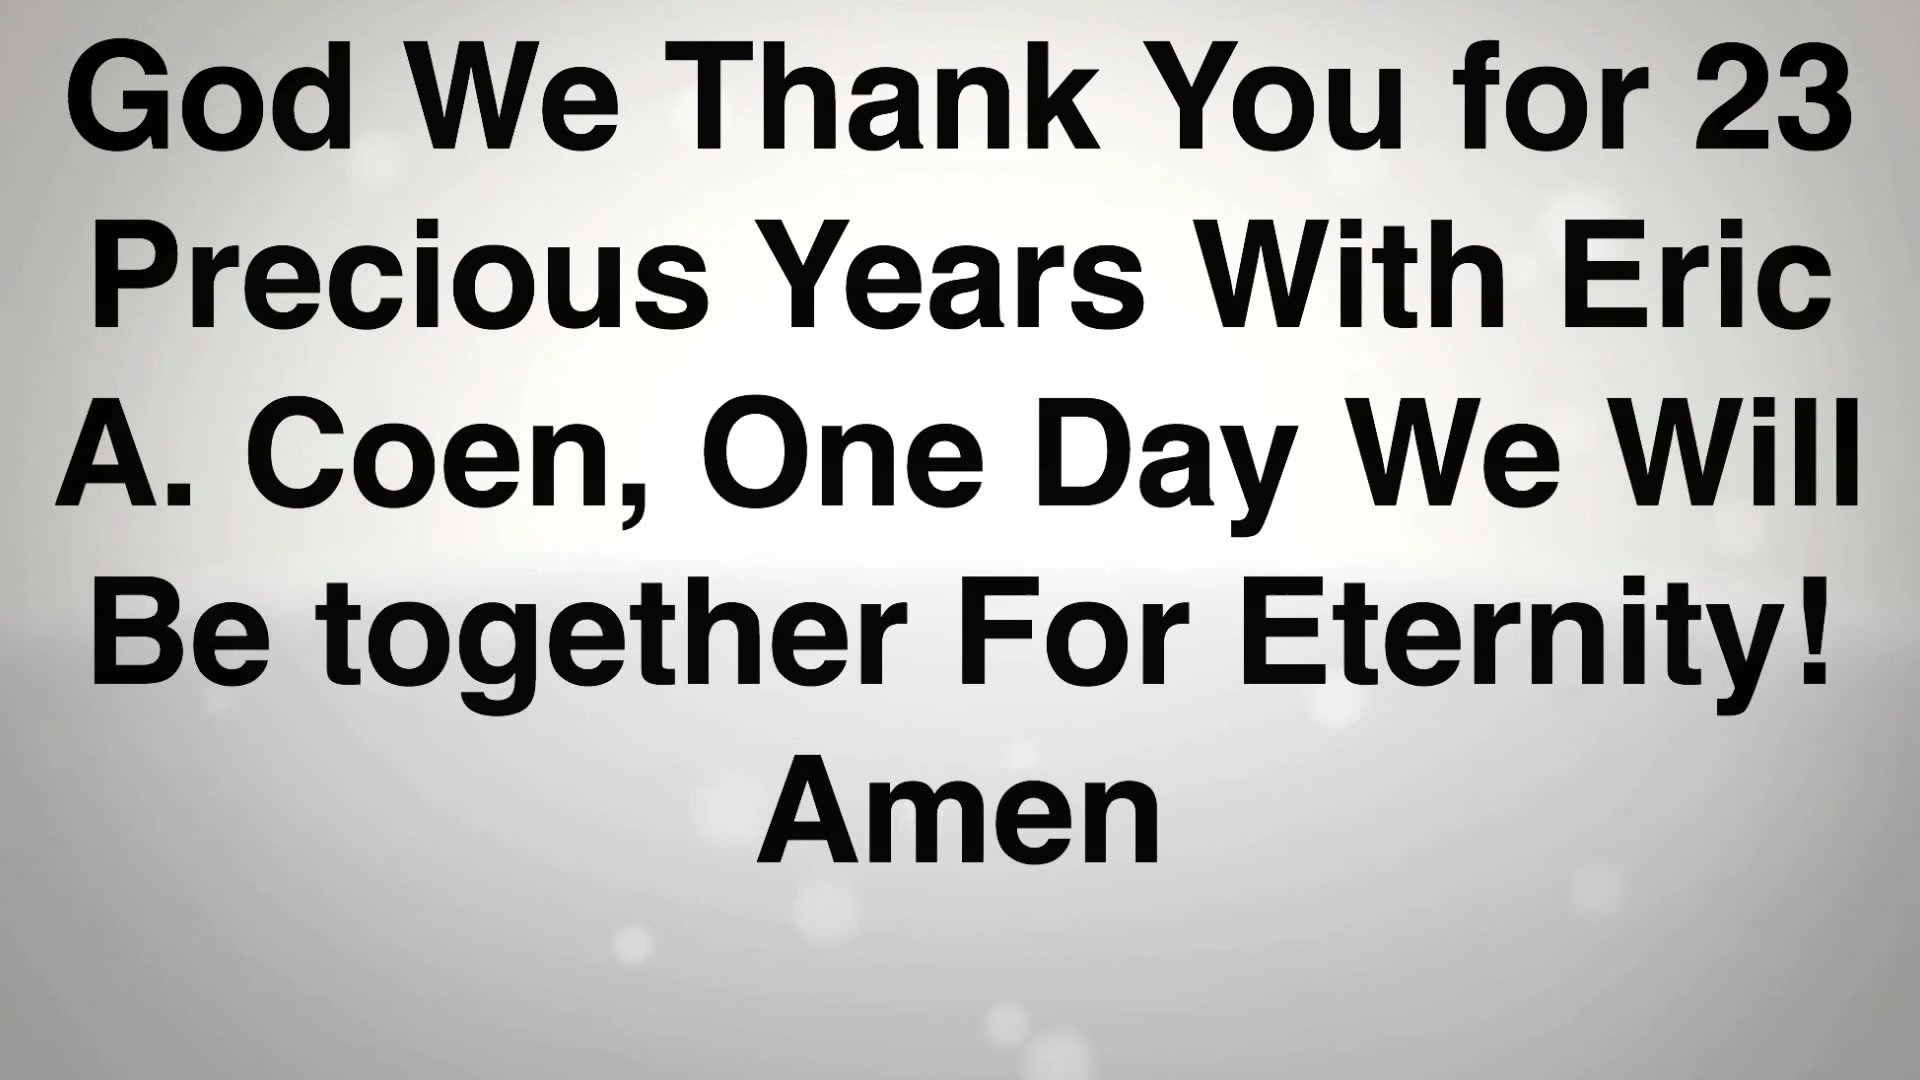 God We Thank You for 23
Precious Years With Eric
A. Coen, One Day We Will
Be together For Eternity!
Amen